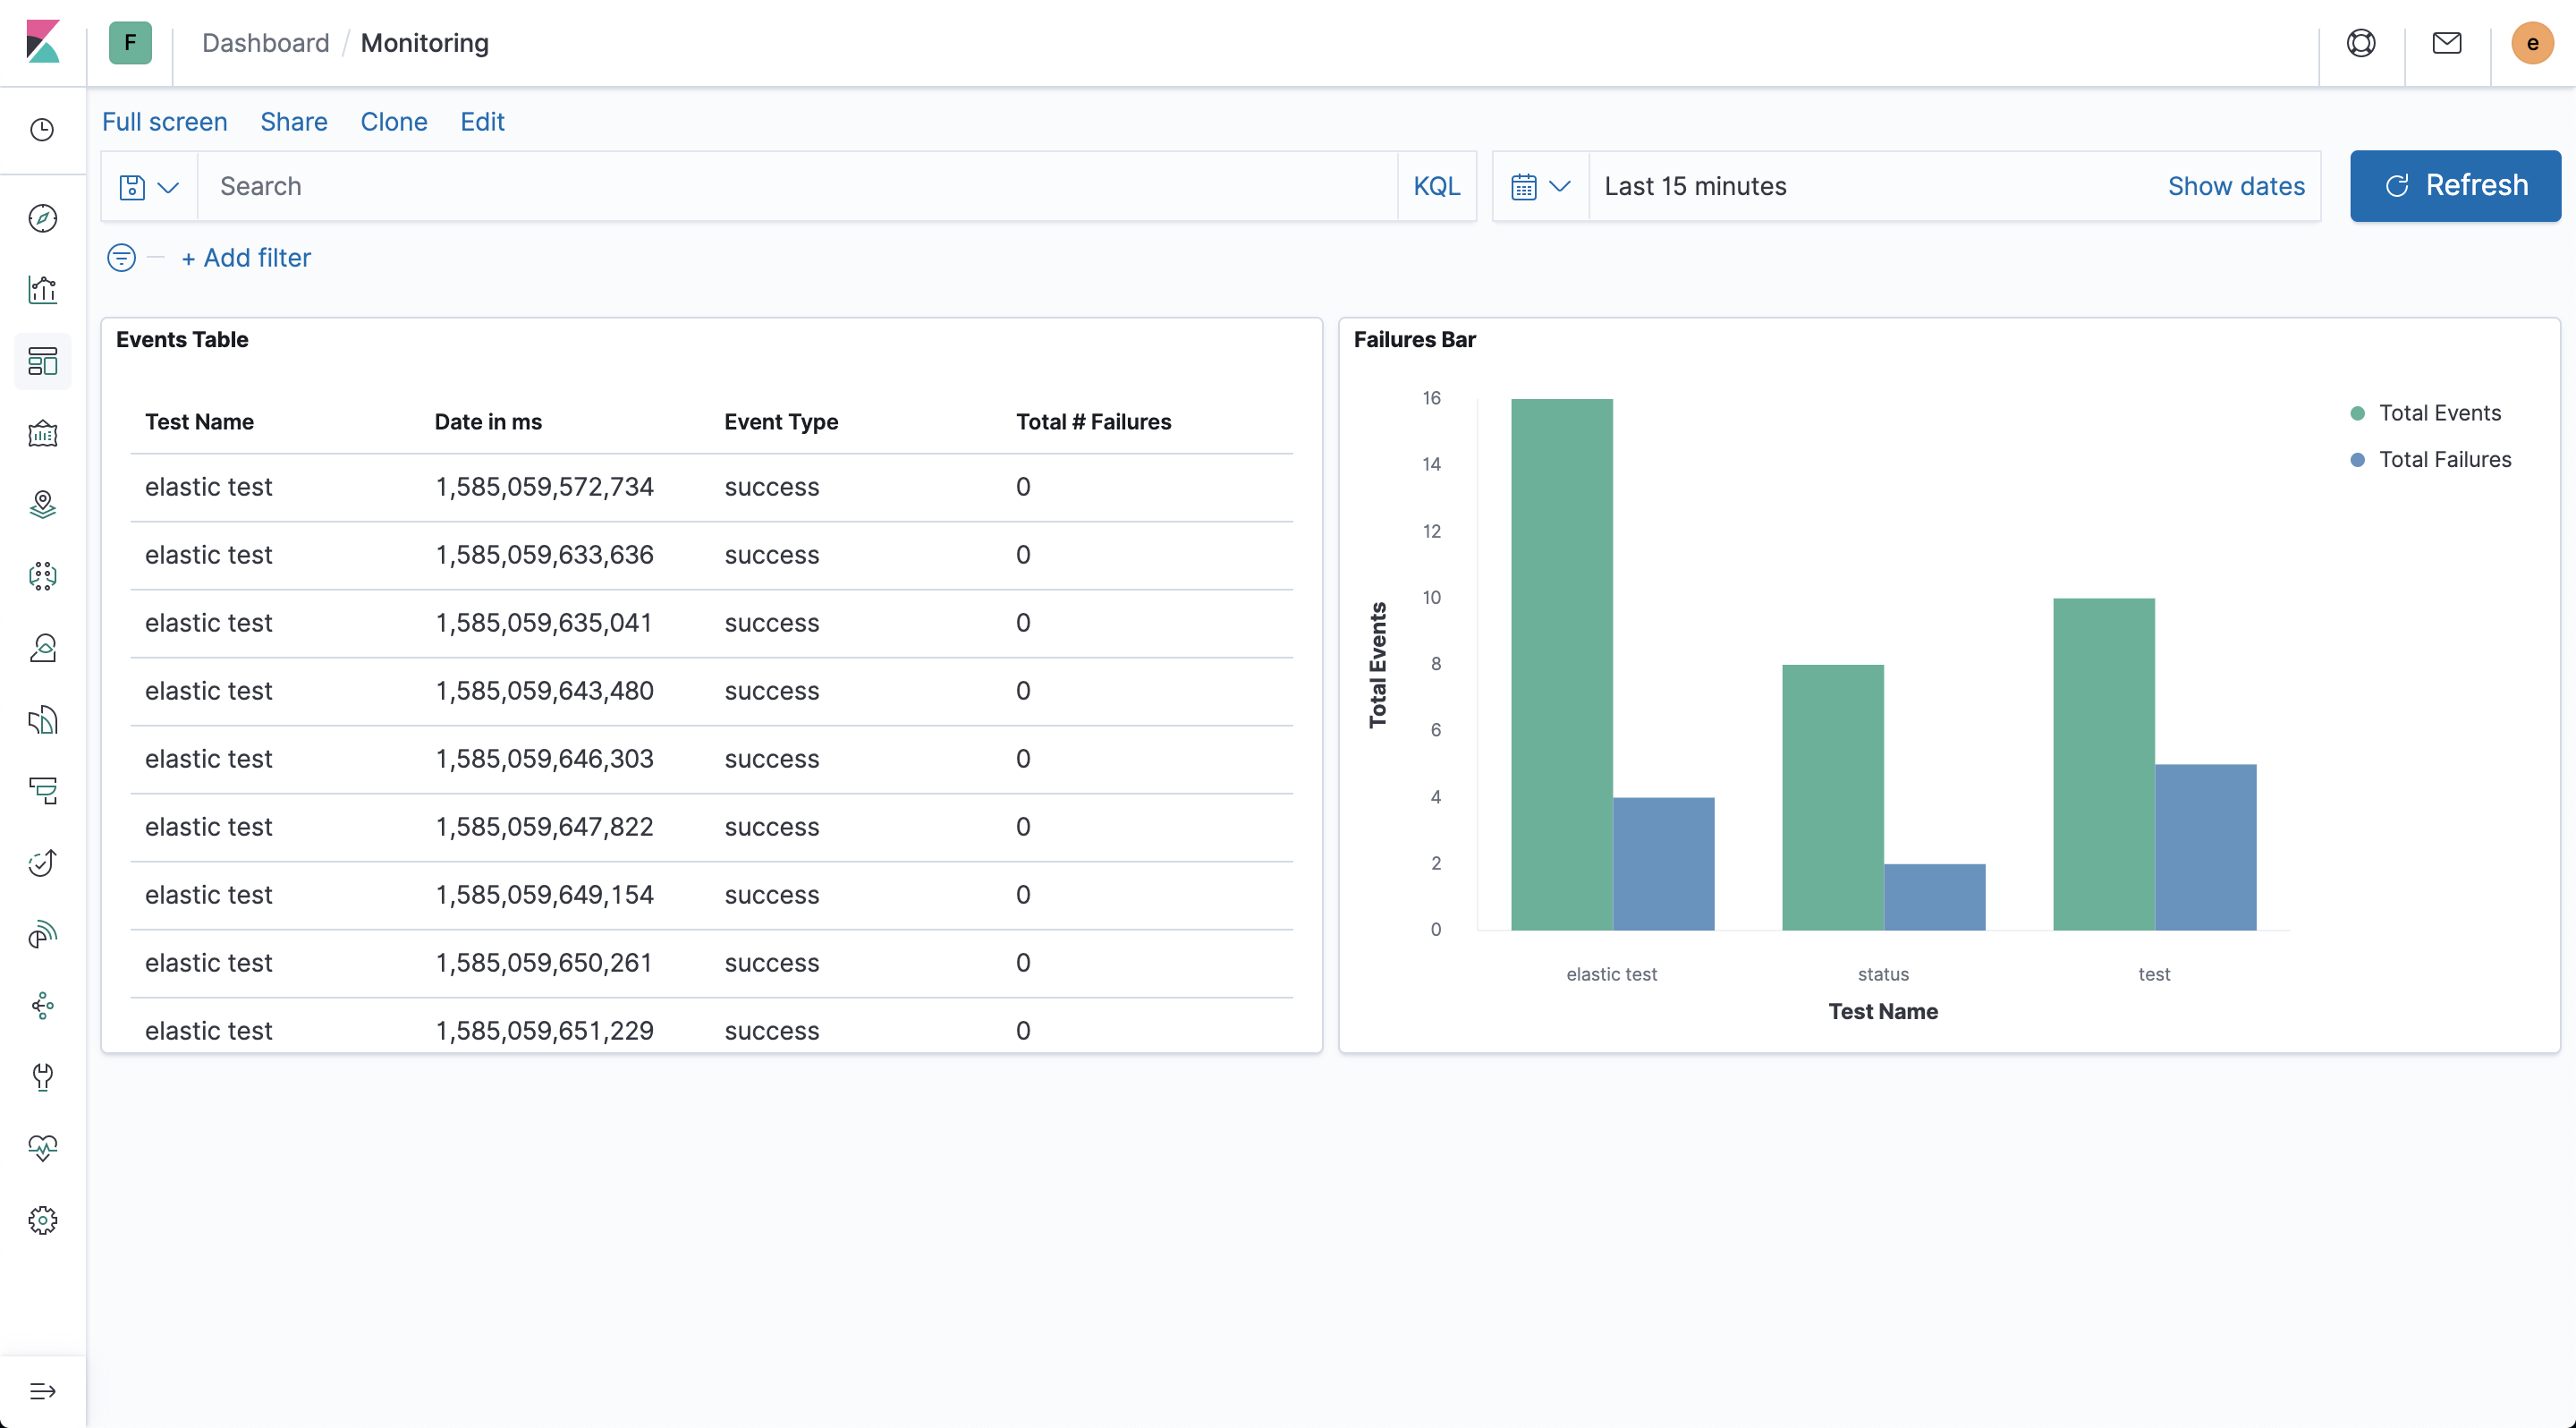 F Dashboard / Monitoring e
Full screen Share Clone Edit
Search KQL Last 15 minutes Show dates Refresh
+ Add filter
Events Table
Test Name Date in ms Event Type Total # Failures
elastic test 1,585,059,572,734 success 0
elastic test 1,585,059,633,636 success 0
elastic test 1,585,059,635,041 success 0
elastic test 1,585,059,643,480 success 0
elastic test 1,585,059,646,303 success 0
elastic test 1,585,059,647,822 success 0
elastic test 1,585,059,649,154 success 0
elastic test 1,585,059,650,261 success 0
elastic test 1,585,059,651,229 success 0
Failures Bar
Total Events
16
14
12
10
8
6
4
2
0
elastic test status test
Test Name
Total Events
Total Failures